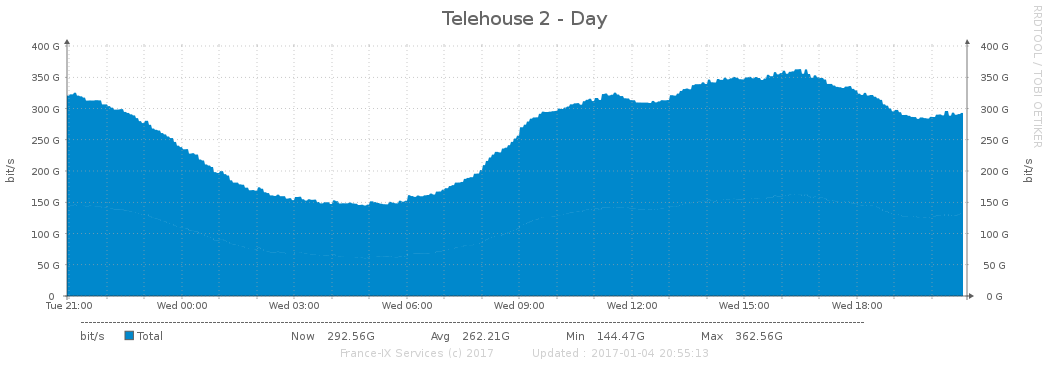 Telehouse 2 - Day
RRDTOOL / TOBI OETIKER
400 G 400 G
350 G 350 G
300 G 300 G
250 G 250 G
200 G 200 G
150 G 150 G
100 G 100 G
50 G 50 G
0 0 G
bit/s bit/s
Tue 21:00 Wed 00:00 Wed 03:00 Wed 06:00 Wed 09:00 Wed 12:00 Wed 15:00 Wed 18:00
bit/s Total Now 292.56G Avg 262.21G Min 144.47G Max 362.56G
France-IX Services (c) 2017 Updated : 2017-01-04 20:55:13